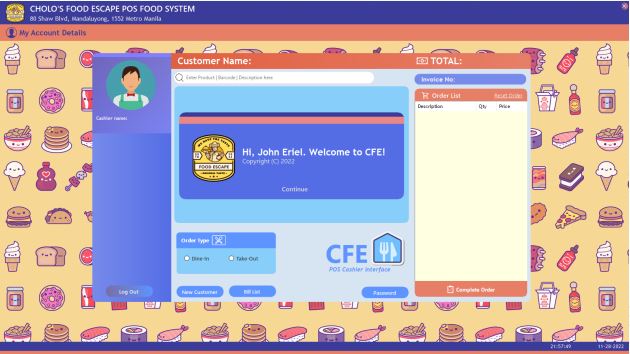 CHOLO'S FOOD ESCAPE POS FOOD SYSTEM
80 Shaw Blvd, Mandaluyong, 1552 Metro Manila
My Account Details
Customer Name:
TOTAL:
Enter Product | Barcode | Description here
Invoice No:
Order List
Reset Order
Description Qty Price
Cashier name:
FOOD ESCAPE
Hi, John Eriel. Welcome to CFE!
Copyright (C) 2022
Continue
Order Type
Dine-In
Take Out
CFE
POS Cashier Interface
Log Out
New Customer
Bill List
Password
Complete Order
21:57:49
11-28-2022